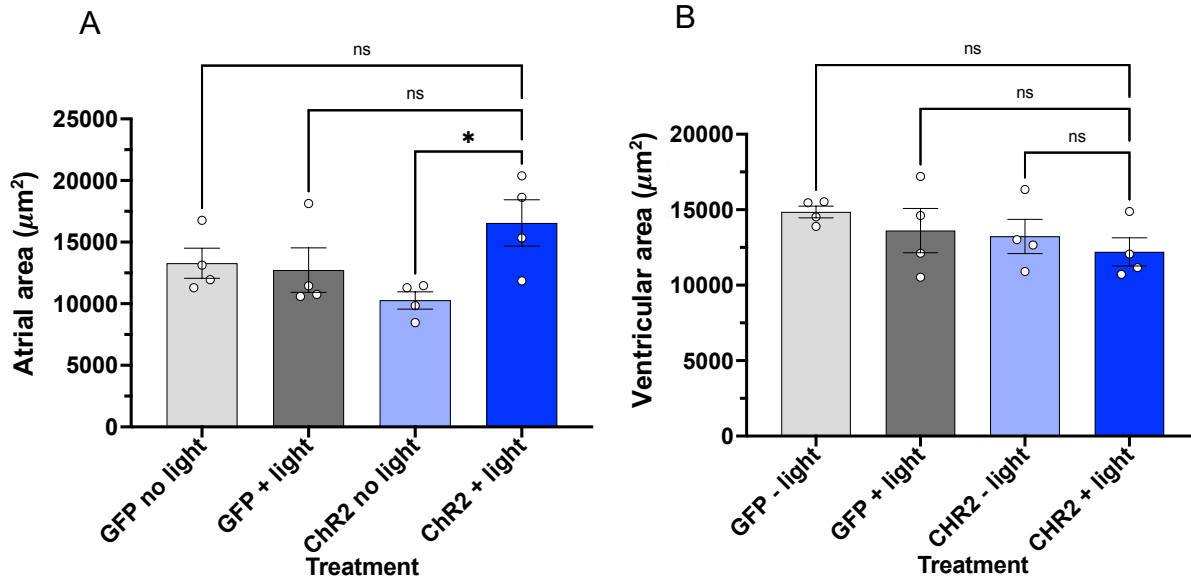 A
ns
ns
*
25000
20000
15000
10000
5000
0
Atrial area (μm²)
GFP no light
GFP + light
ChR2 no light
ChR2 + light
Treatment
B
ns
ns
ns
20000
15000
10000
5000
0
Ventricular area (μm²)
GFP - light
GFP + light
CHR2 - light
CHR2 + light
Treatment